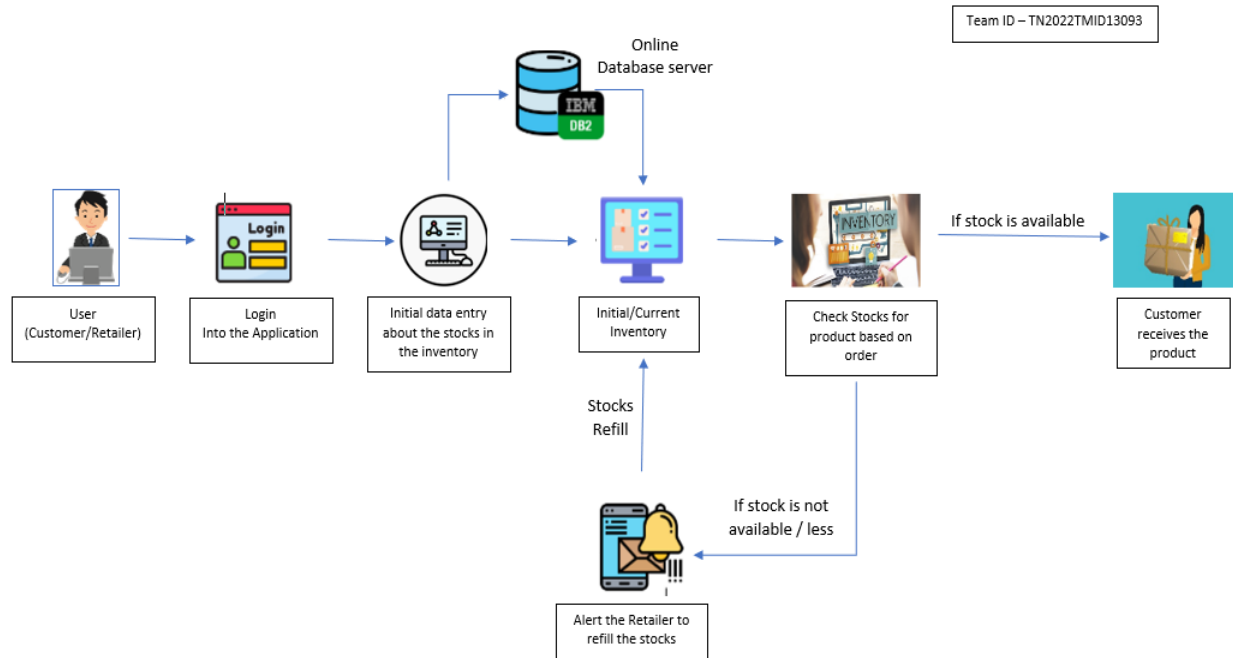 Team ID – TN2022TMID13093
Online
Database server
IBM
DB2
Login
INVENTORY
If stock is available
User
(Customer/Retailer)
Login
Into the Application
Initial data entry
about the stocks in
the inventory
Initial/Current
Inventory
Check Stocks for
product based on
order
Customer
receives the
product
Stocks
Refill
If stock is not
available / less
!!!
Alert the Retailer to
refill the stocks